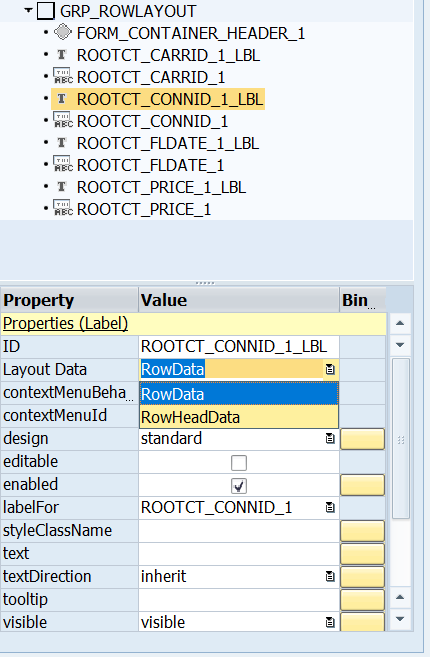 GRP_ROWLAYOUT
FORM_CONTAINER_HEADER_1
ROOTCT_CARRID_1_LBL
ROOTCT_CARRID_1
ROOTCT_CONNID_1_LBL
ROOTCT_CONNID_1
ROOTCT_FLDATE_1_LBL
ROOTCT_FLDATE_1
ROOTCT_PRICE_1_LBL
ROOTCT_PRICE_1
Property Value Bin...
Properties (Label)
ID ROOTCT_CONNID_1_LBL
Layout Data RowData
contextMenuBeha... RowData
contextMenuId RowHeadData
design standard
editable
enabled
labelFor ROOTCT_CONNID_1
styleClassName
text
textDirection inherit
tooltip
visible visible